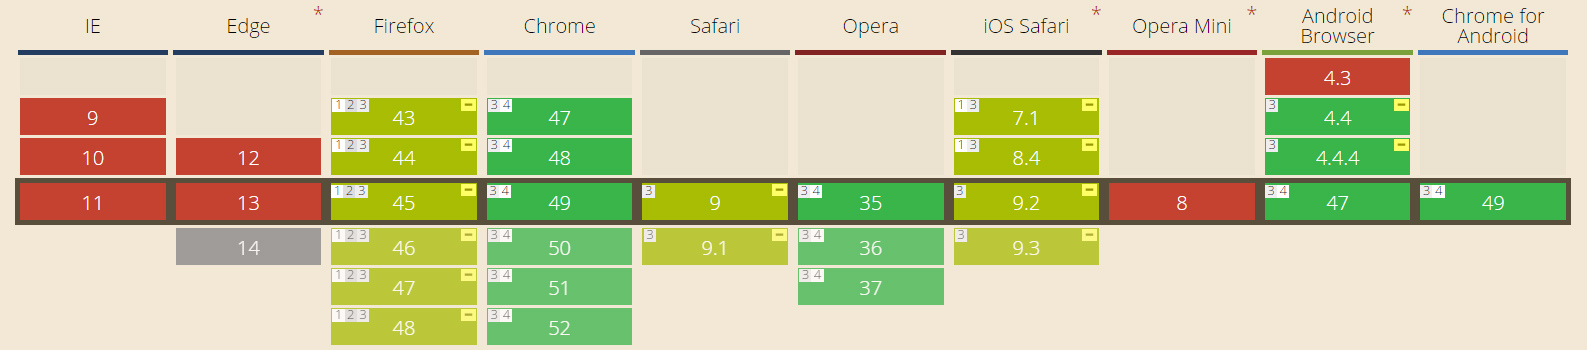 IE Edge * Firefox Chrome Safari Opera iOS Safari * Opera Mini * Android Browser * Chrome for Android
4.3
9 1 2 3 - 43 3 4 47 1 3 - 7.1 3 - 4.4
10 12 1 2 3 - 44 3 4 48 1 3 - 8.4 3 - 4.4.4
11 13 1 2 3 - 45 3 4 49 3 - 9 3 4 35 3 - 9.2 8 3 4 47 3 4 49
14 1 2 3 - 46 3 4 50 3 - 9.1 3 4 36 3 - 9.3
1 2 3 - 47 3 4 51 3 4 37
1 2 3 - 48 3 4 52